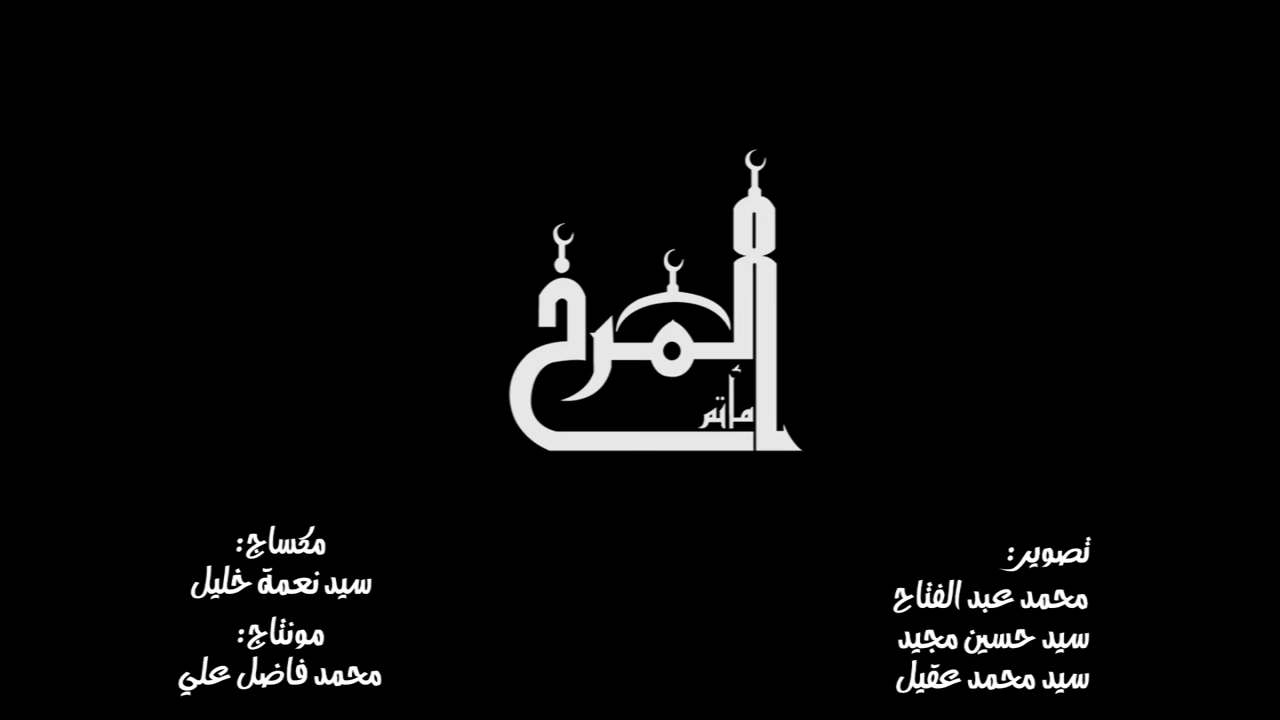 مأتم
المرخ
تصوير:
محمد عبد الفتاح
سيد حسين مجيد
سيد محمد عقيل
مكساج:
سيد نعمة خليل
مونتاج:
محمد فاضل علي